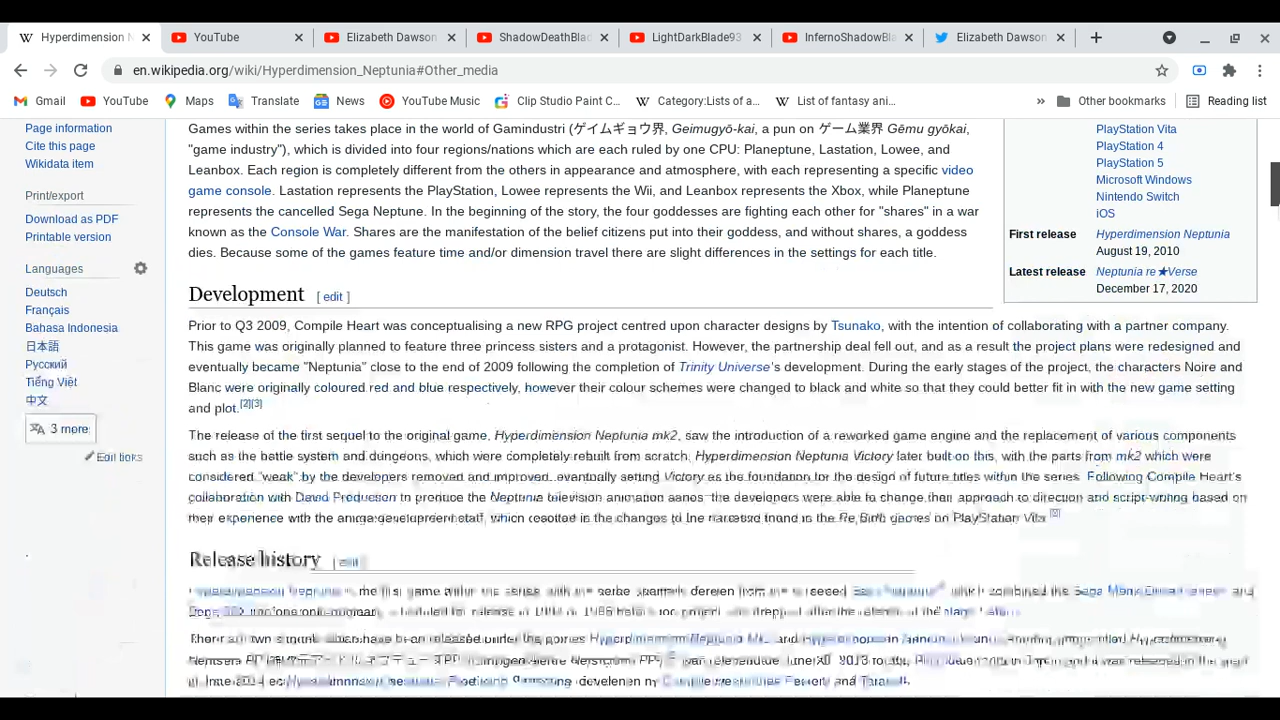 Hyperdimension N
YouTube
Elizabeth Dawson
ShadowDeathBla
LightDarkBlade93
InfernoShadowBla
Elizabeth Dawson
en.wikipedia.org/wiki/Hyperdimension_Neptunia#Other_media
Gmail
YouTube
Maps
Translate
News
YouTube Music
Clip Studio Paint C...
Category:Lists of a...
List of fantasy ani...
»
Other bookmarks
Reading list
Page information
Cite this page
Wikidata item
Print/export
Download as PDF
Printable version
Languages
Deutsch
Français
Bahasa Indonesia
日本語
Русский
Tiếng Việt
中文
3 more
Edit links
Games within the series takes place in the world of Gamindustri (ゲイムギョウ界, Geimugyō-kai, a pun on ゲーム業界 Gēmu gyōkai,
"game industry"), which is divided into four regions/nations which are each ruled by one CPU: Planeptune, Lastation, Lowee, and
Leanbox. Each region is completely different from the others in appearance and atmosphere, with each representing a specific video
game console. Lastation represents the PlayStation, Lowee represents the Wii, and Leanbox represents the Xbox, while Planeptune
represents the cancelled Sega Neptune. In the beginning of the story, the four goddesses are fighting each other for "shares" in a war
known as the Console War. Shares are the manifestation of the belief citizens put into their goddess, and without shares, a goddess
dies. Because some of the games feature time and/or dimension travel there are slight differences in the settings for each title.
PlayStation Vita
PlayStation 4
PlayStation 5
Microsoft Windows
Nintendo Switch
iOS
First release Hyperdimension Neptunia
August 19, 2010
Latest release Neptunia re★Verse
December 17, 2020
Development [ edit ]
Prior to Q3 2009, Compile Heart was conceptualising a new RPG project centred upon character designs by Tsunako, with the intention of collaborating with a partner company.
This game was originally planned to feature three princess sisters and a protagonist. However, the partnership deal fell out, and as a result the project plans were redesigned and
eventually became "Neptunia" close to the end of 2009 following the completion of Trinity Universe's development. During the early stages of the project, the characters Noire and
Blanc were originally coloured red and blue respectively, however their colour schemes were changed to black and white so that they could better fit in with the new game setting
and plot.[2][3]
The release of the first sequel to the original game, Hyperdimension Neptunia mk2, saw the introduction of a reworked game engine and the replacement of various components
such as the battle system and dungeons, which were completely rebuilt from scratch. Hyperdimension Neptunia Victory later built on this, with the parts from mk2 which were
considered "weak" by the developers removed and improved, eventually setting Victory as the foundation for the design of future titles within the series. Following Compile Heart's
collaboration with David Production to produce the Neptunia television animation series, the developers were able to change their approach to direction and scriptwriting based on
their experience with the anime development staff, which resulted in the changes to the narrative in the Re;Birth games on PlayStation Vita
Release history [ edit ]